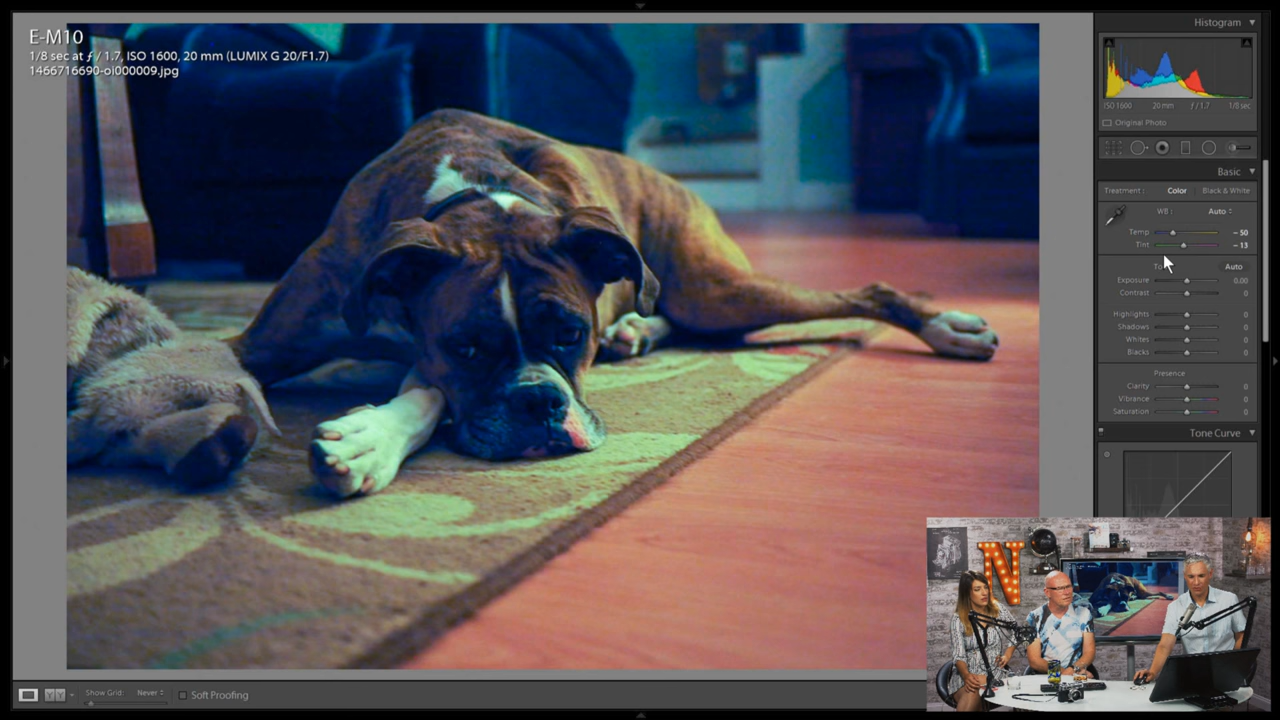 E-M10
1/8 sec at ƒ / 1.7, ISO 1600, 20 mm (LUMIX G 20/F1.7)
1466716690-oi000009.jpg
Histogram
ISO 1600 20 mm ƒ / 1.7 1/8 sec
Original Photo
Basic
Treatment : Color Black & White
WB : Auto
Temp - 50
Tint - 13
To Auto
Exposure 0.00
Contrast 0
Highlights 0
Shadows 0
Whites 0
Blacks 0
Presence
Clarity 0
Vibrance 0
Saturation 0
Tone Curve
N
Show Grid: Never Soft Proofing